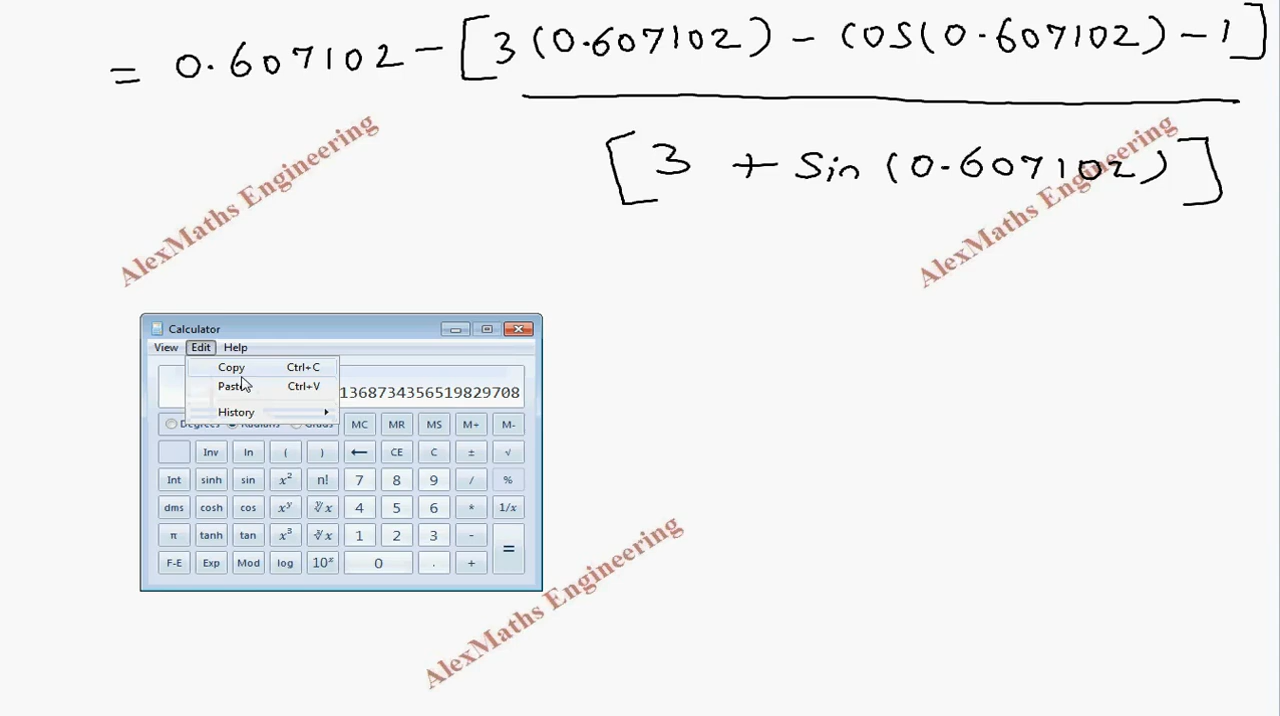 = 0.607102 - [3(0.607102) - cos(0.607102) - 1]
[3 + Sin(0.607102)]
AlexMaths Engineering
AlexMaths Engineering
Calculator
View Edit Help
Copy Ctrl+C
Paste Ctrl+V
1368734356519829708
History
MC MR MS M+ M-
Inv ln ( ) ← CE C ± √
Int sinh sin x² n! 7 8 9 / %
dms cosh cos xʸ ʸ√x 4 5 6 * 1/x
π tanh tan x³ ³√x 1 2 3 - =
F-E Exp Mod log 10ˣ 0 . +
AlexMaths Engineering